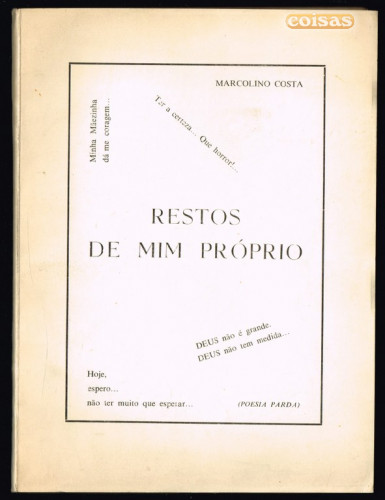 coisas
MARCOLINO COSTA
Minha Mãezinha
dá me coragem...
Ter a certeza... Que horror!...
RESTOS
DE MIM PRÓPRIO
DEUS não é grande.
DEUS não tem medida...
Hoje,
espero...
não ter muito que esperar...
(POESIA PARDA)